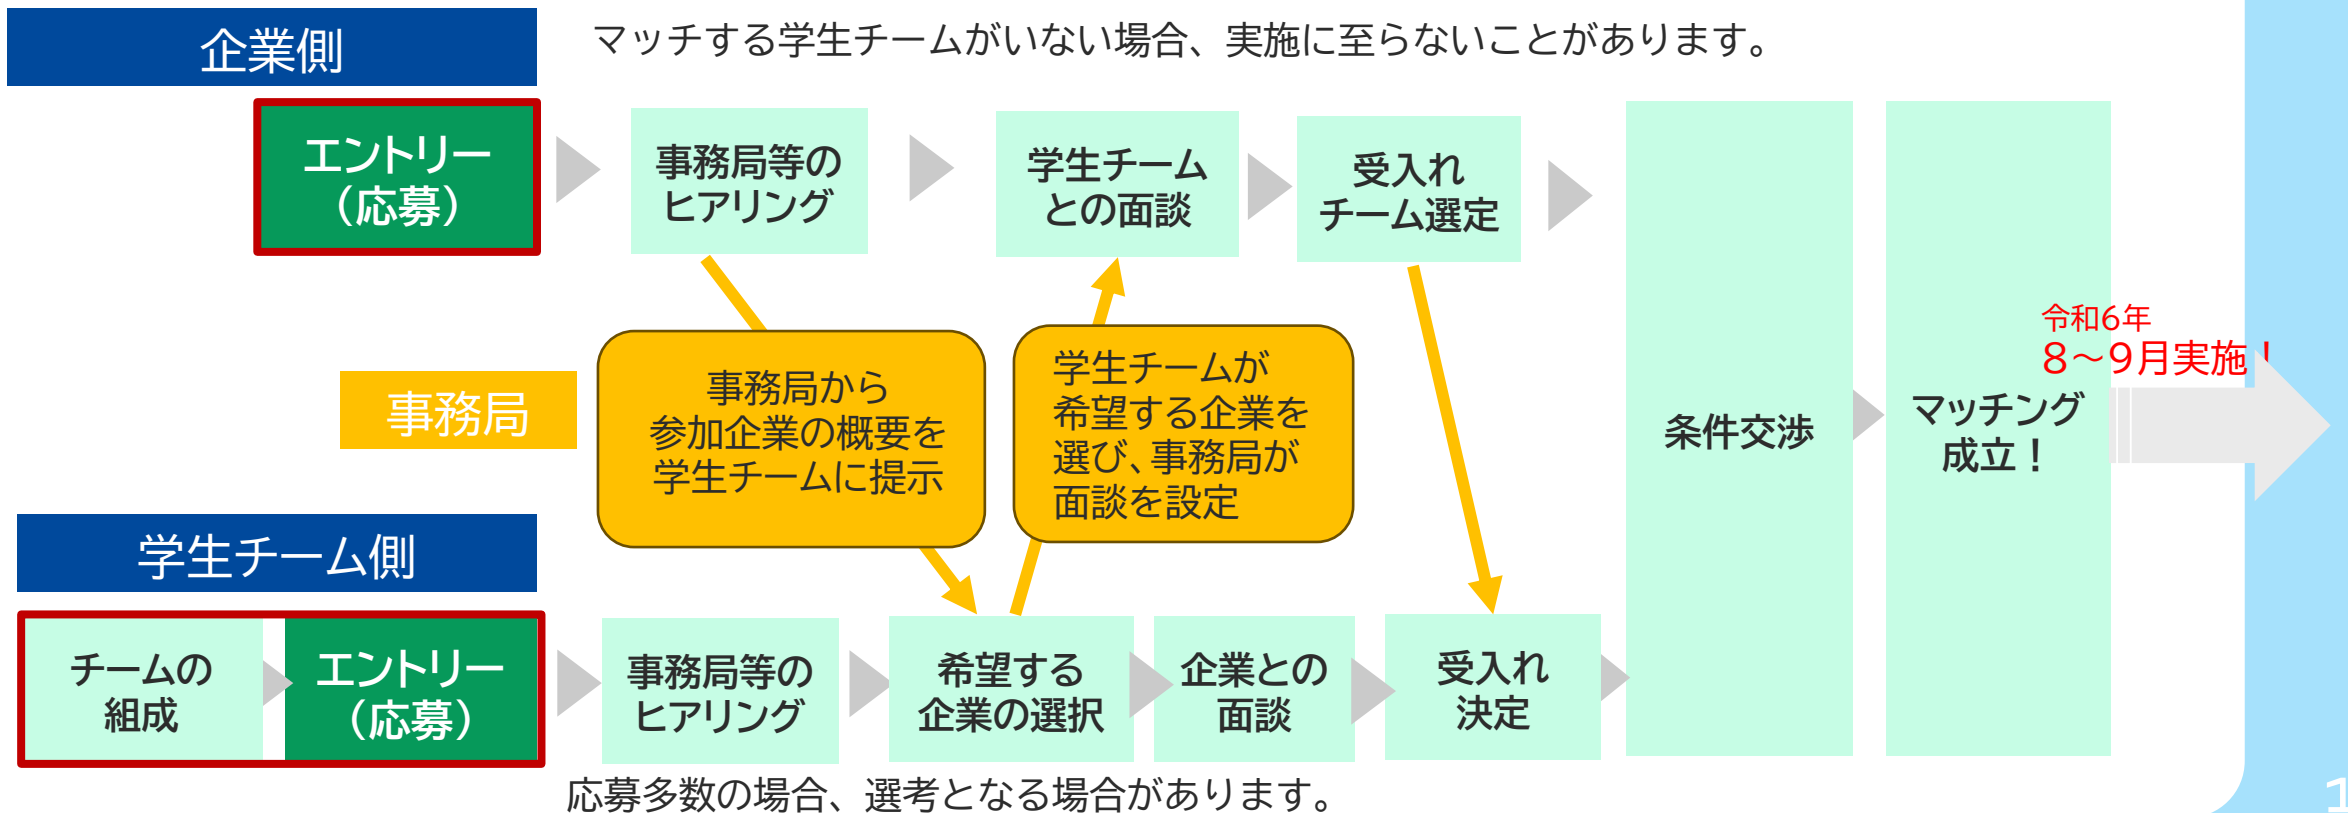 企業側
マッチする学生チームがいない場合、実施に至らないことがあります。
エントリー
（応募）
事務局等の
ヒアリング
学生チーム
との面談
受入れ
チーム選定
事務局
事務局から
参加企業の概要を
学生チームに提示
学生チームが
希望する企業を
選び、事務局が
面談を設定
条件交渉
マッチング
成立！
令和6年
８～９月実施！
学生チーム側
チームの
組成
エントリー
（応募）
事務局等の
ヒアリング
希望する
企業の選択
企業との
面談
受入れ
決定
応募多数の場合、選考となる場合があります。
1